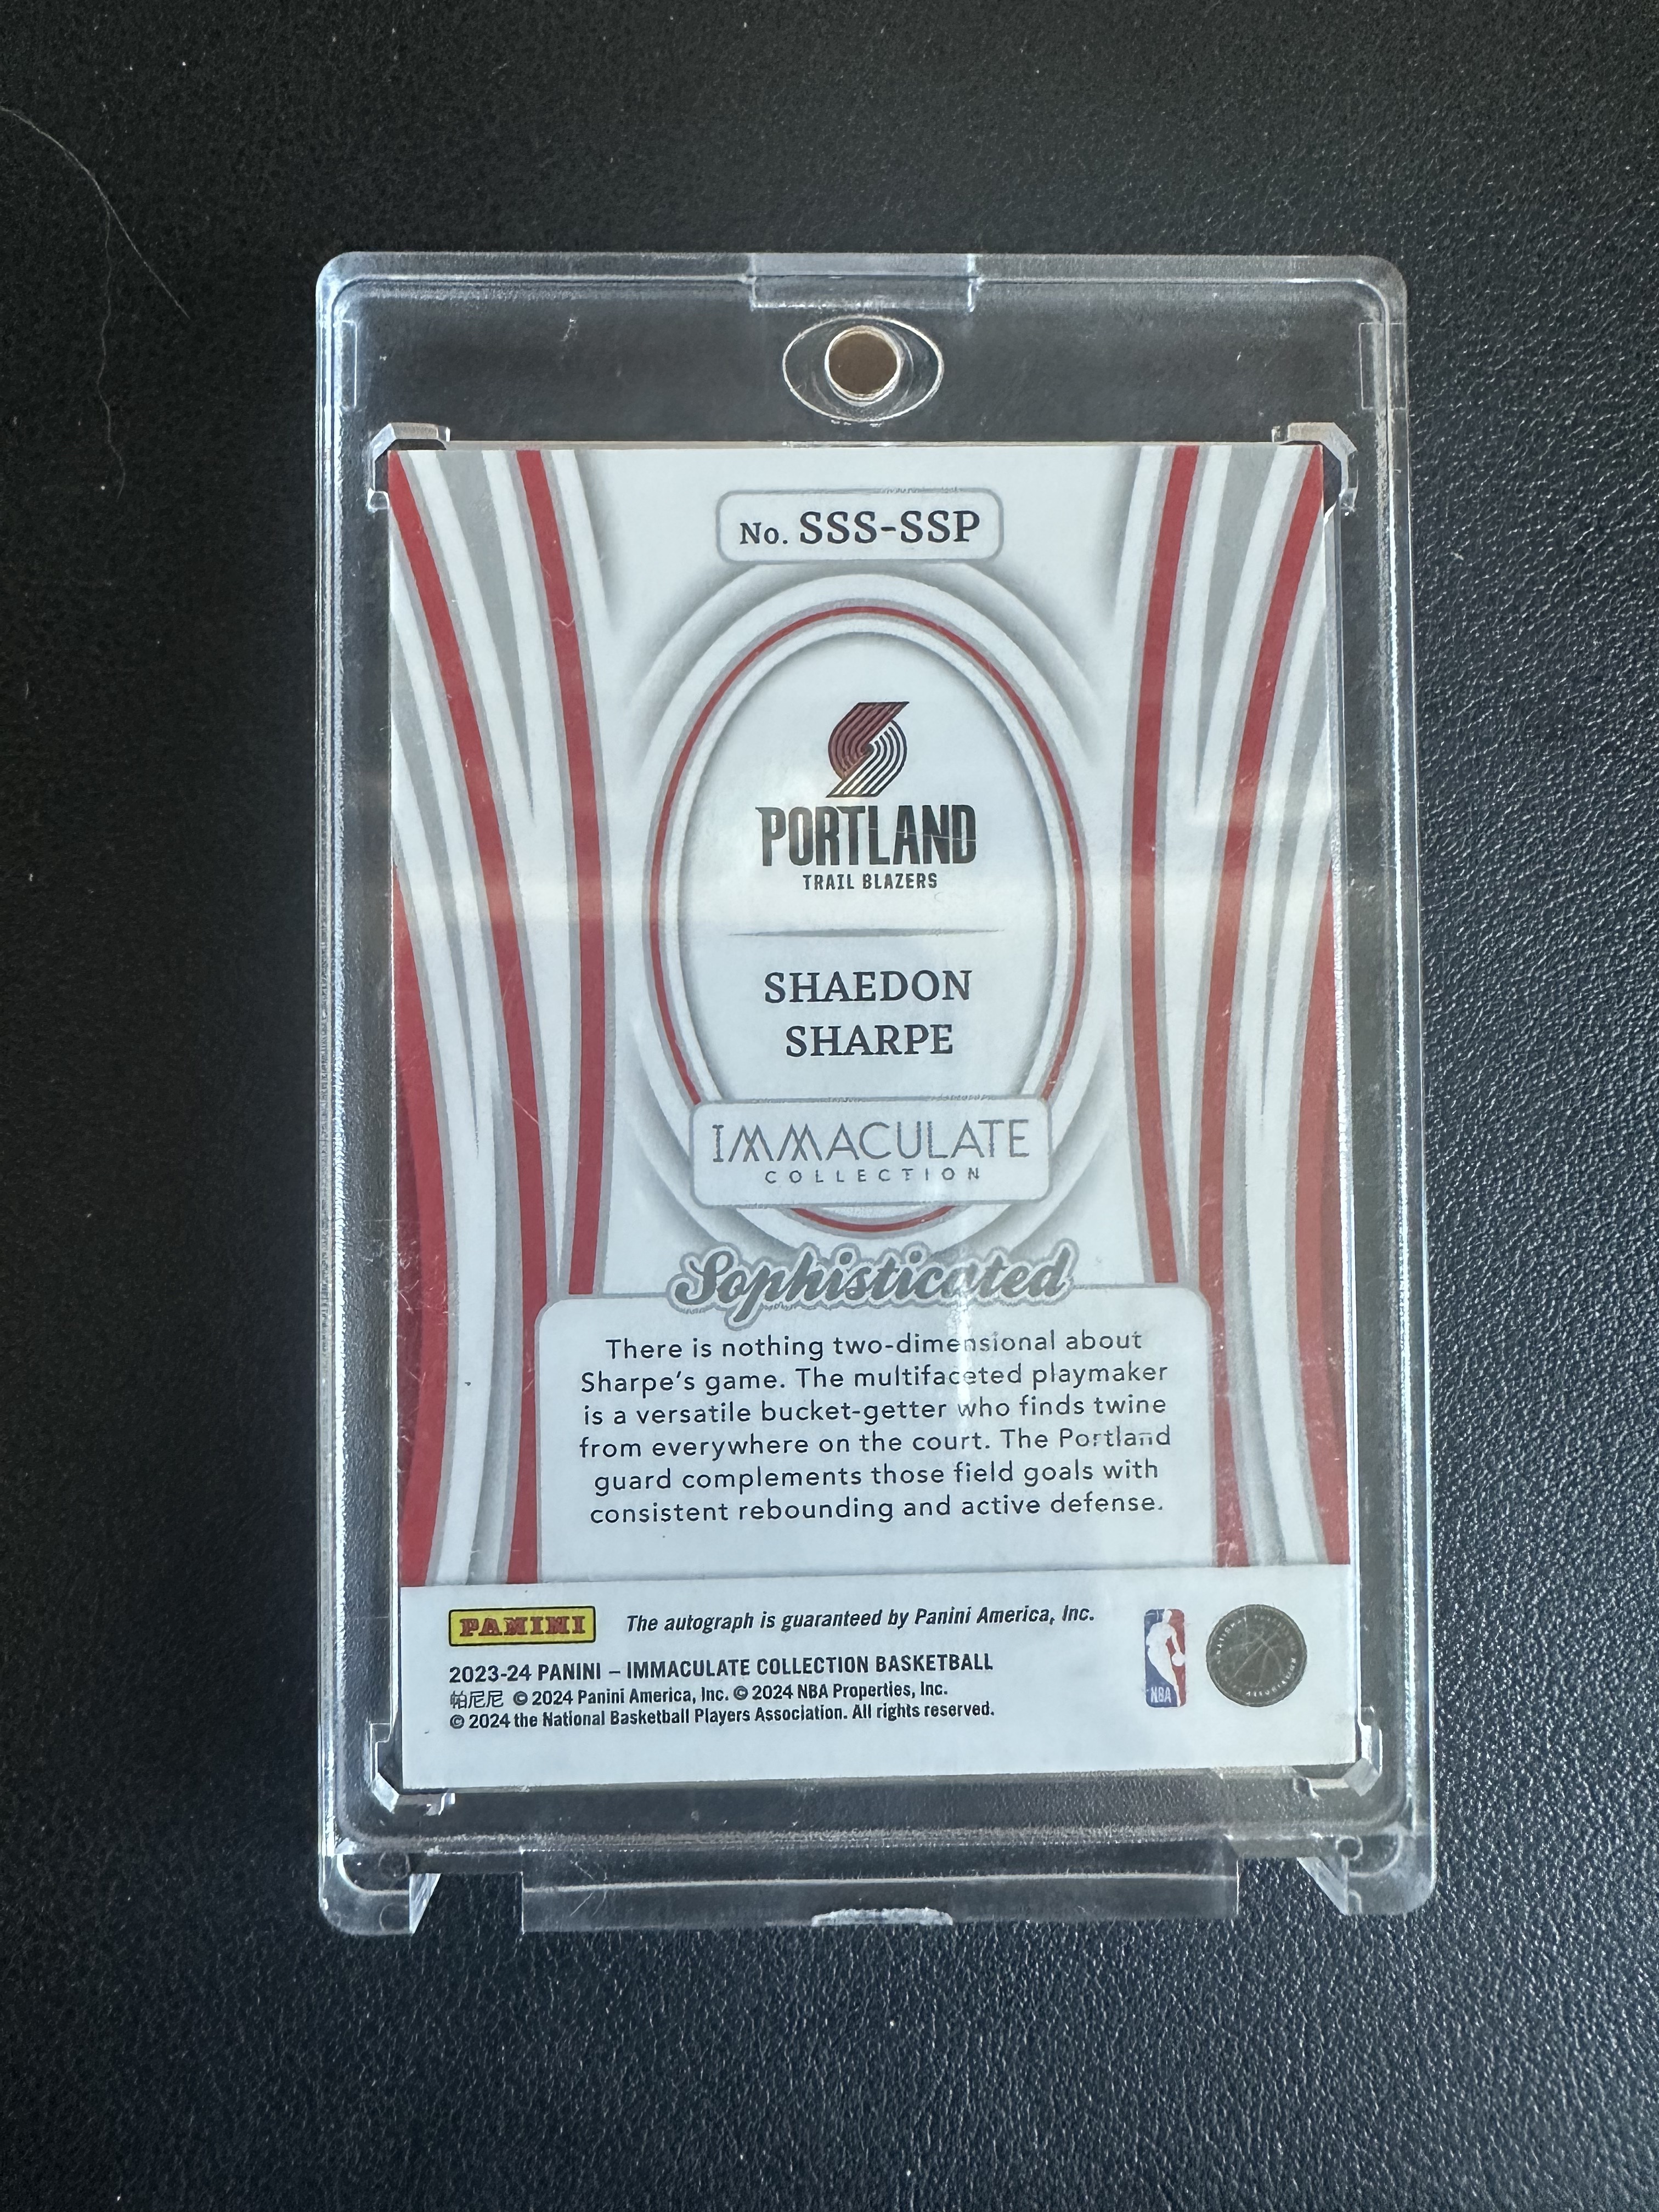 No. SSS-SSP
PORTLAND
TRAIL BLAZERS
SHAEDON
SHARPE
IMMACULATE
COLLECTION
Sophisticated
There is nothing two-dimensional about
Sharpe's game. The multifaceted playmaker
is a versatile bucket-getter who finds twine
from everywhere on the court. The Portland
guard complements those field goals with
consistent rebounding and active defense.
PANINI
The autograph is guaranteed by Panini America, Inc.
2023-24 PANINI – IMMACULATE COLLECTION BASKETBALL
帕尼尼 © 2024 Panini America, Inc. © 2024 NBA Properties, Inc.
© 2024 the National Basketball Players Association. All rights reserved.
NBA